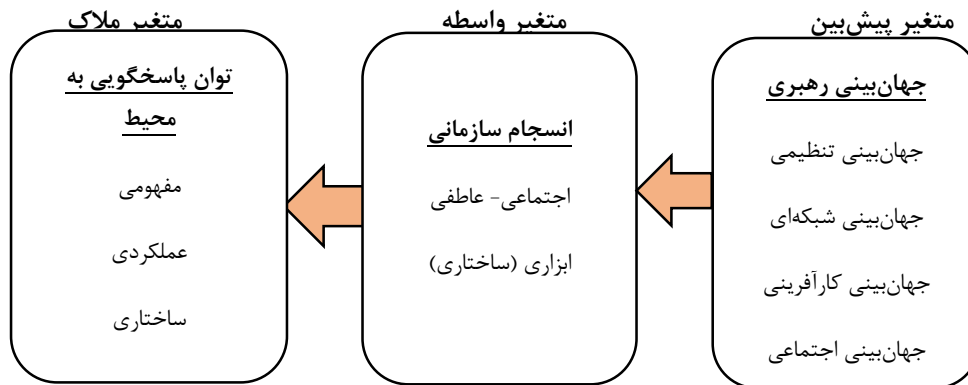 متغیر پیش‌بین
جهان‌بینی رهبری
جهان‌بینی تنظیمی
جهان‌بینی شبکه‌ای
جهان‌بینی کارآفرینی
جهان‌بینی اجتماعی
متغیر واسطه
انسجام سازمانی
اجتماعی- عاطفی
ابزاری (ساختاری)
متغیر ملاک
توان پاسخگویی به
محیط
مفهومی
عملکردی
ساختاری